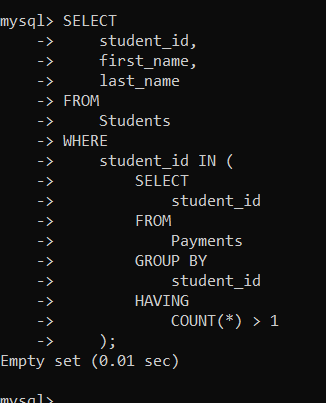 mysql> SELECT
    ->     student_id,
    ->     first_name,
    ->     last_name
    -> FROM
    ->     Students
    -> WHERE
    ->     student_id IN (
    ->         SELECT
    ->             student_id
    ->         FROM
    ->             Payments
    ->         GROUP BY
    ->             student_id
    ->         HAVING
    ->             COUNT(*) > 1
    ->     );
Empty set (0.01 sec)
mysql>